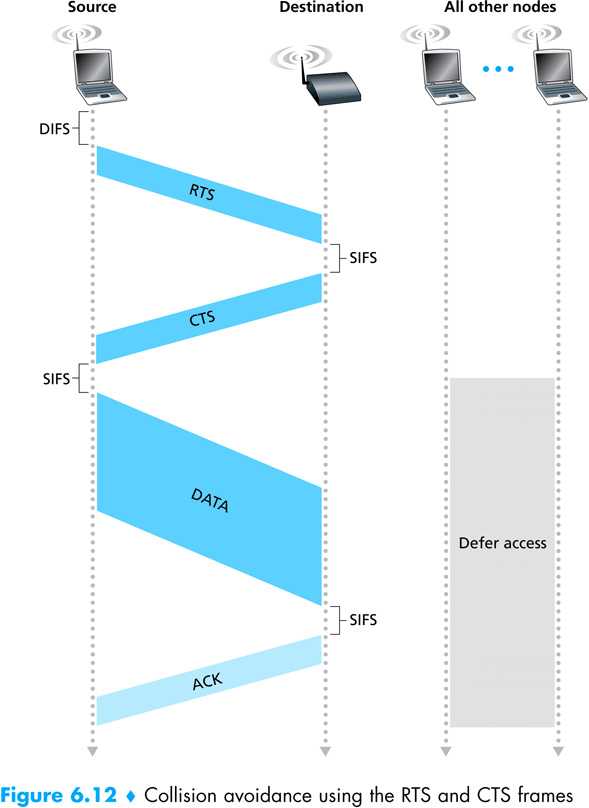 Source
Destination
All other nodes
DIFS
RTS
SIFS
CTS
SIFS
DATA
Defer access
SIFS
ACK
Figure 6.12 ♦ Collision avoidance using the RTS and CTS frames